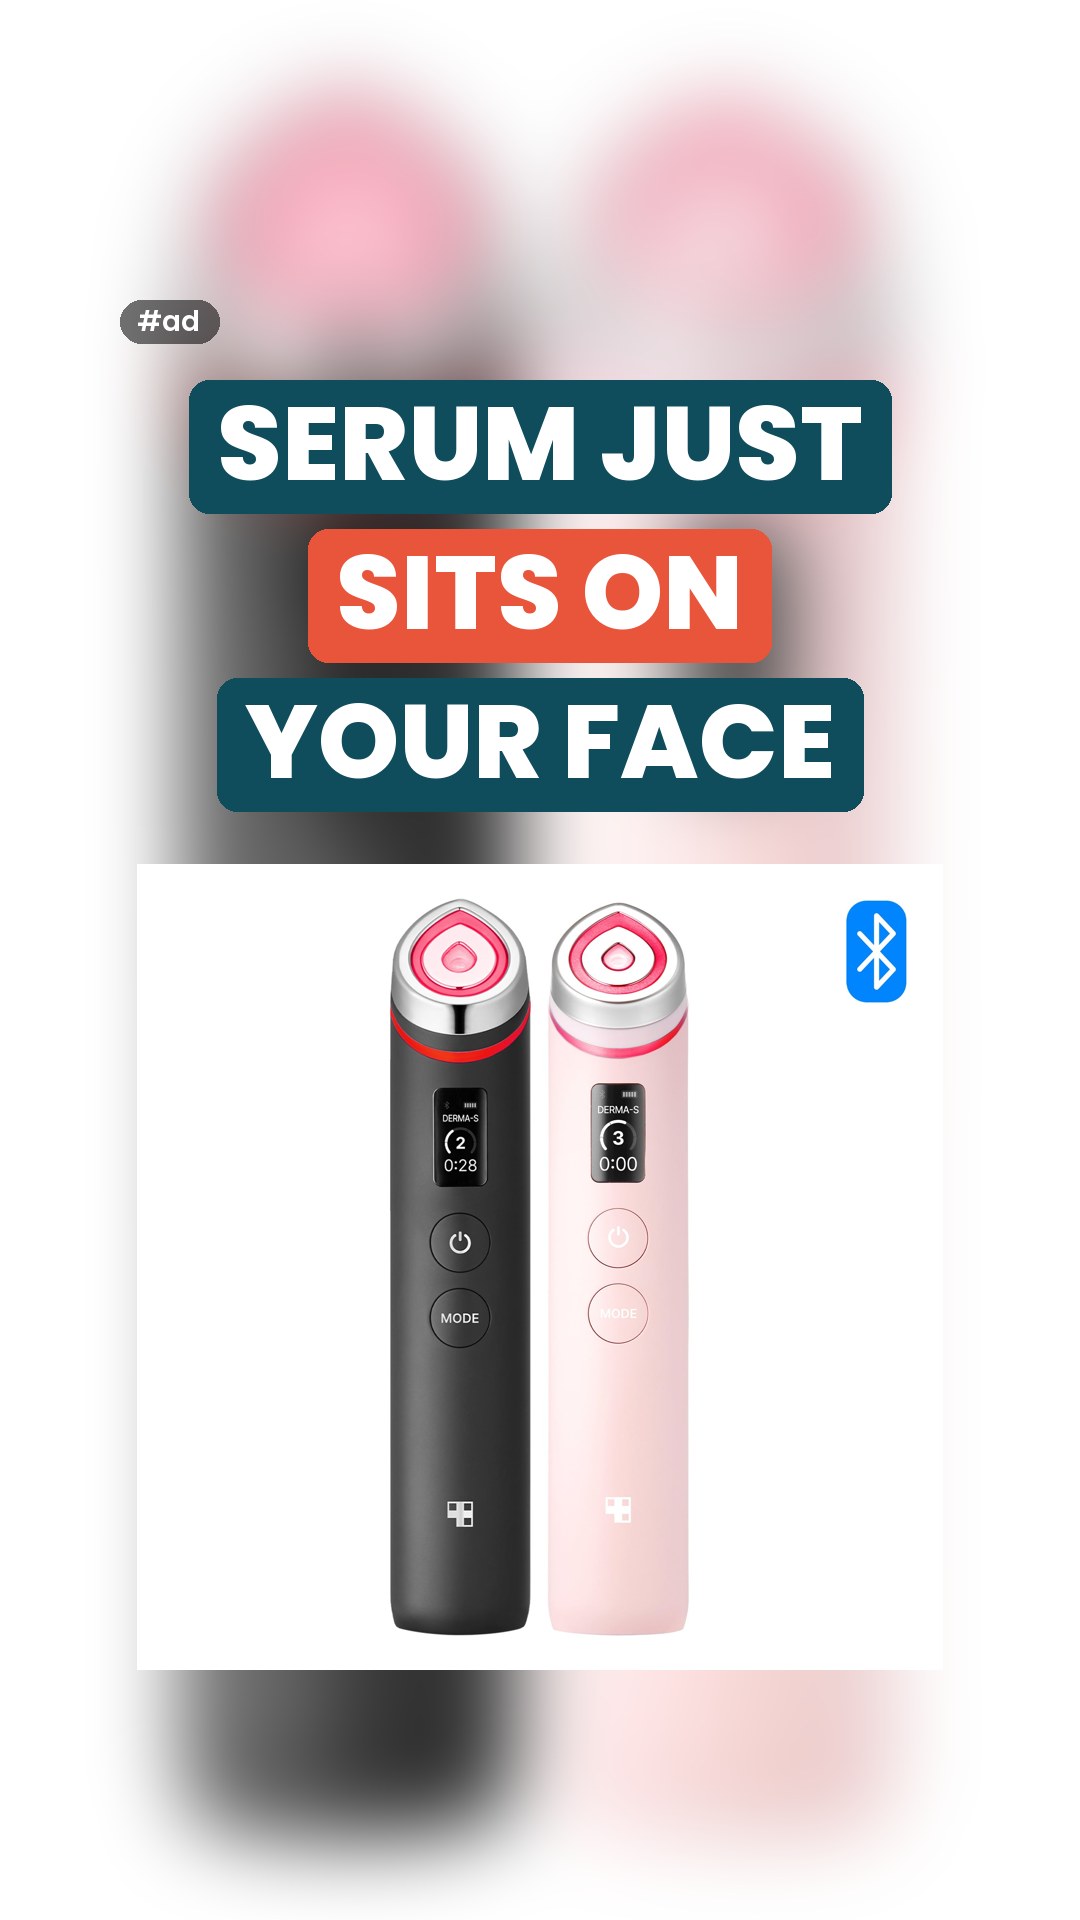 #ad
SERUM JUST
SITS ON
YOUR FACE
DERMA-S
2
0:28
MODE
DERMA-S
3
0:00
MODE